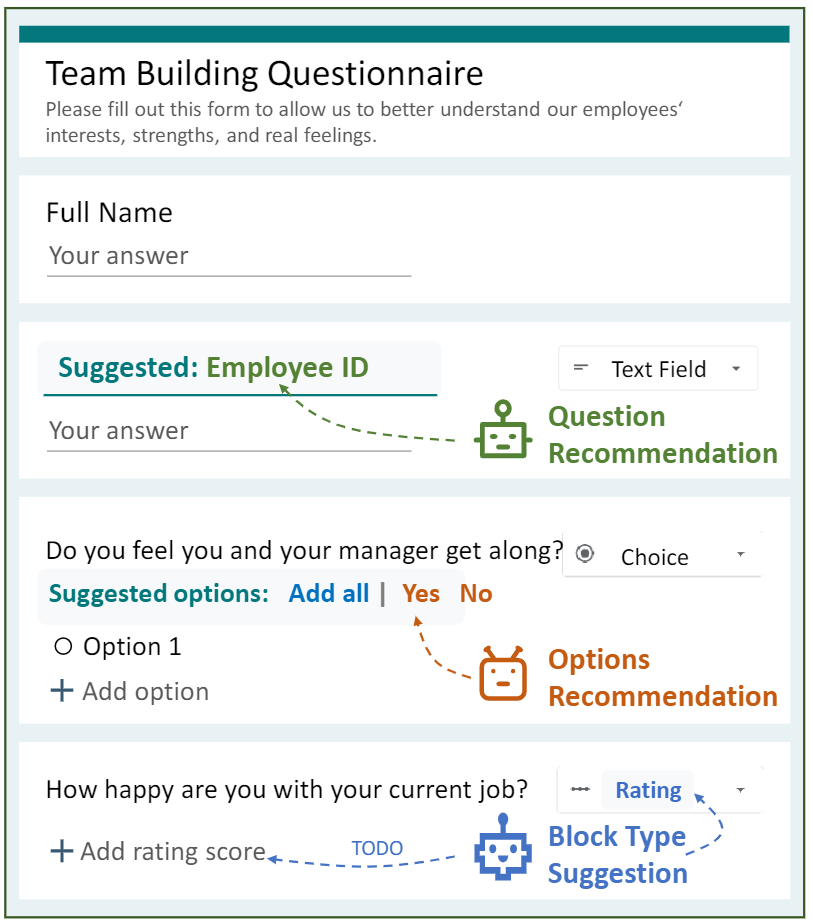 Team Building Questionnaire
Please fill out this form to allow us to better understand our employees‘
interests, strengths, and real feelings.
Full Name
Your answer
Suggested: Employee ID
Text Field
Your answer
Question
Recommendation
Do you feel you and your manager get along?
Choice
Suggested options: Add all | Yes No
Option 1
Add option
Options
Recommendation
How happy are you with your current job?
Rating
Add rating score
TODO
Block Type
Suggestion